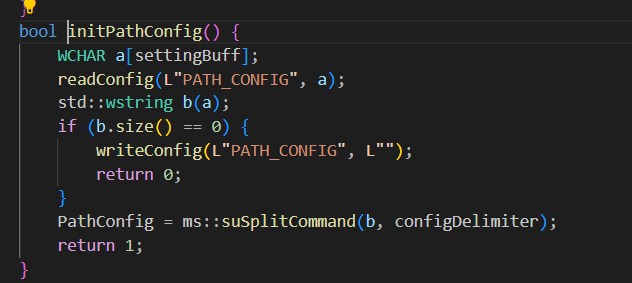 }
bool initPathConfig() {
    WCHAR a[settingBuff];
    readConfig(L"PATH_CONFIG", a);
    std::wstring b(a);
    if (b.size() == 0) {
        writeConfig(L"PATH_CONFIG", L"");
        return 0;
    }
    PathConfig = ms::suSplitCommand(b, configDelimiter);
    return 1;
}